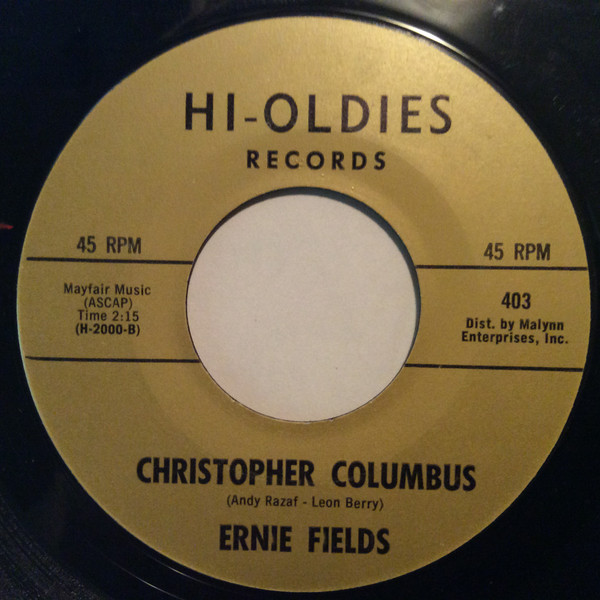 HI-OLDIES
RECORDS
45 RPM
Mayfair Music
(ASCAP)
Time 2:15
(H-2000-B)
45 RPM
403
Dist. by Malynn
Enterprises, Inc.
CHRISTOPHER COLUMBUS
(Andy Razaf - Leon Berry)
ERNIE FIELDS